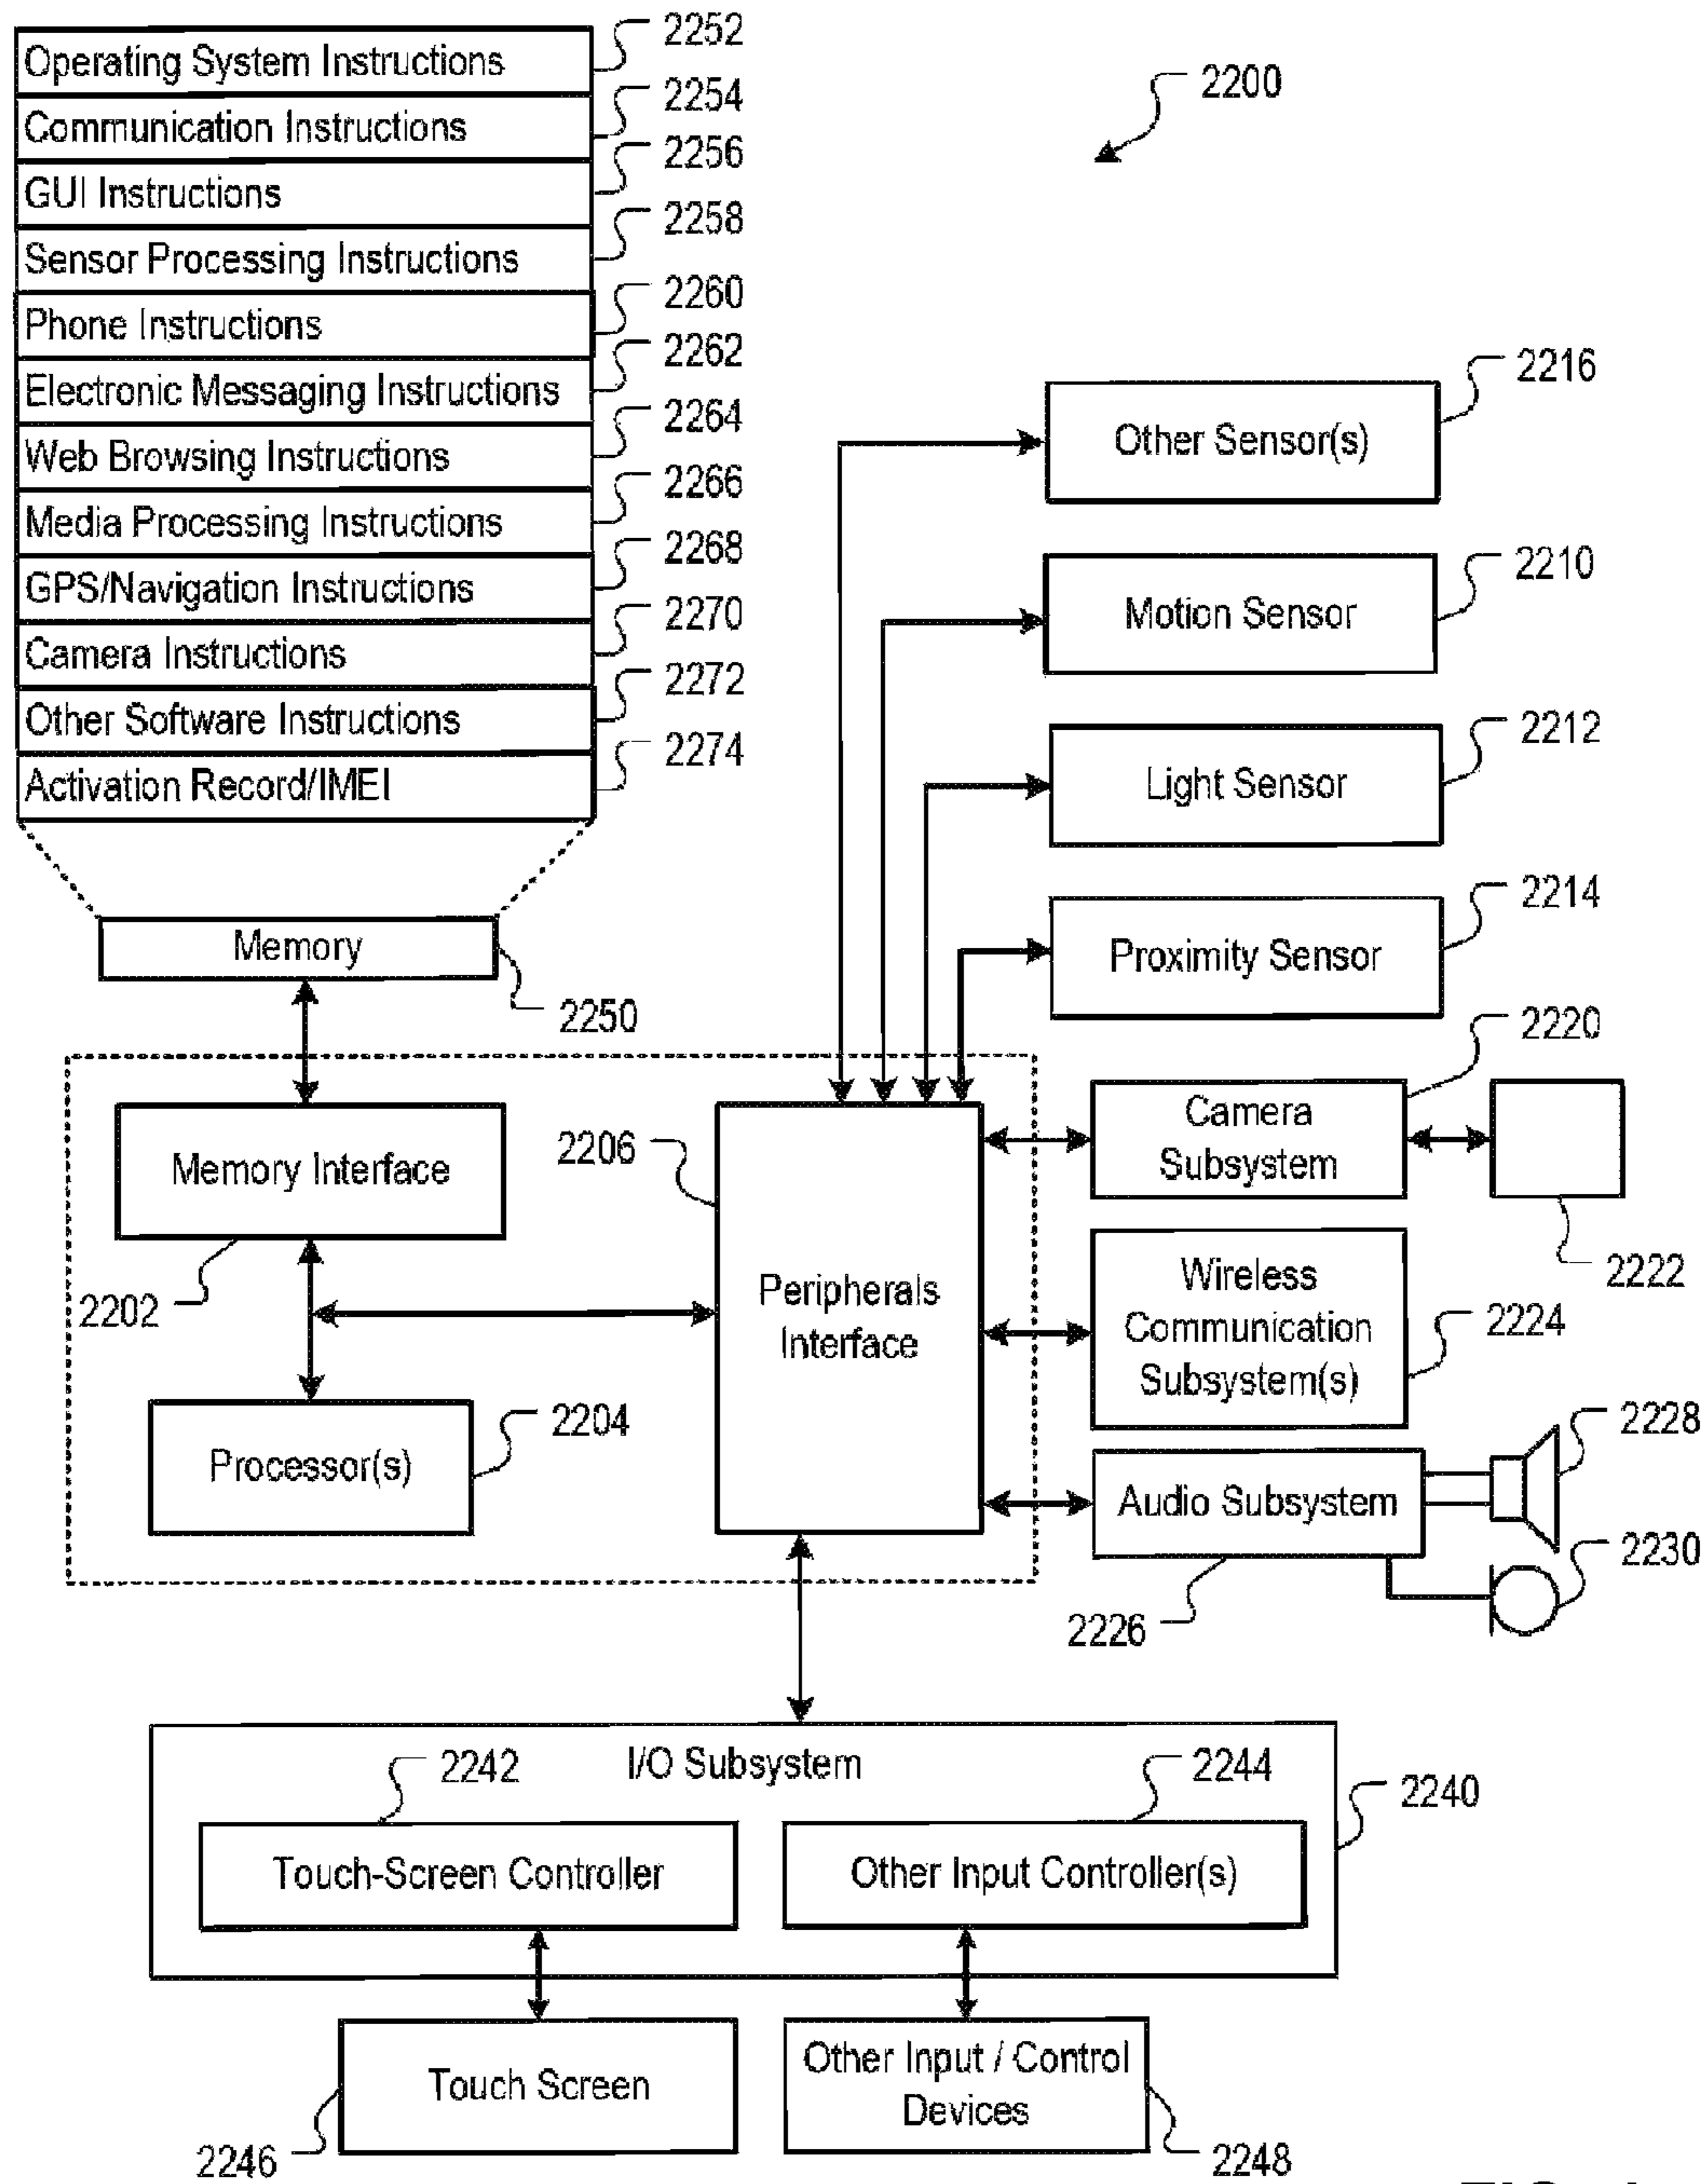 2252
Operating System Instructions
2200
2254
Communication Instructions
2256
GUI Instructions
2258
Sensor Processing Instructions
2260
Phone Instructions
2262
Electronic Messaging Instructions
2216
2264
Other Sensor(s)
Web Browsing Instructions
2266
Media Processing Instructions
2268
2210
GPS/Navigation Instructions
2270
Motion Sensor
Camera Instructions
2272
Other Software Instructions
2212
2274
Activation Record/IMEI
Light Sensor
2214
Memory
Proximity Sensor
2250
2220
Camera
Subsystem
2206
Memory Interface
2222
Wireless
Communication
Subsystem(s)
2224
Peripherals
Interface
2202
2204
2228
Processor(s)
Audio Subsystem
2230
2226
2242
I/O Subsystem
2244
2240
Touch-Screen Controller
Other Input Controller(s)
Touch Screen
Other Input / Control
Devices
2246
2248